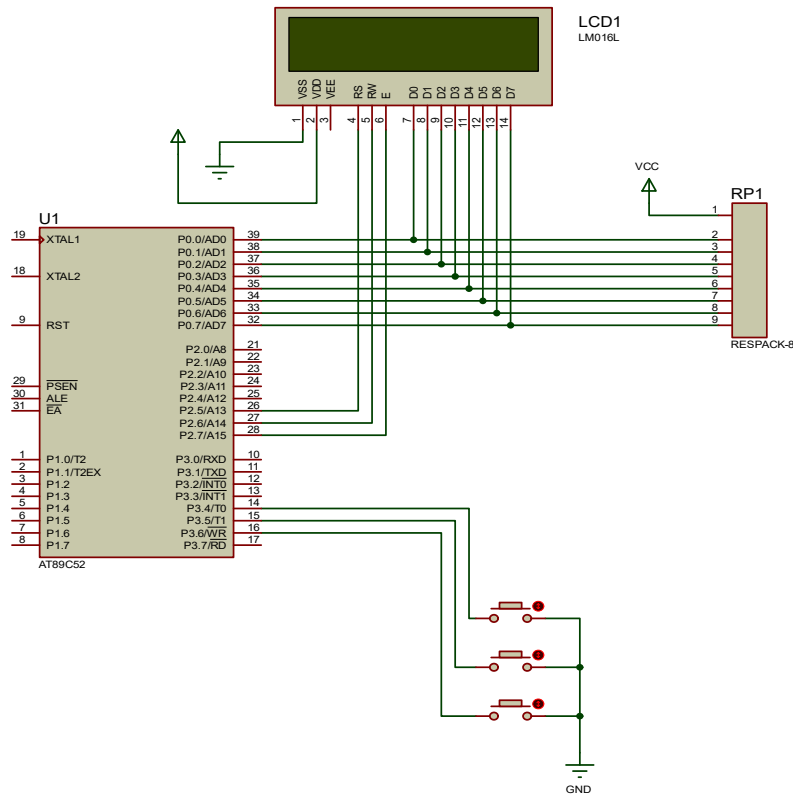 LCD1
LM016L
VSS VDD VEE RS RW E D0 D1 D2 D3 D4 D5 D6 D7
1 2 3 4 5 6 7 8 9 10 11 12 13 14
VCC
RP1
1
2
3
4
5
6
7
8
9
RESPACK-8
U1
19 XTAL1 P0.0/AD0 39
P0.1/AD1 38
P0.2/AD2 37
18 XTAL2 P0.3/AD3 36
P0.4/AD4 35
P0.5/AD5 34
P0.6/AD6 33
9 RST P0.7/AD7 32
P2.0/A8 21
P2.1/A9 22
P2.2/A10 23
29 PSEN P2.3/A11 24
30 ALE P2.4/A12 25
31 EA P2.5/A13 26
P2.6/A14 27
P2.7/A15 28
1 P1.0/T2 P3.0/RXD 10
2 P1.1/T2EX P3.1/TXD 11
3 P1.2 P3.2/INT0 12
4 P1.3 P3.3/INT1 13
5 P1.4 P3.4/T0 14
6 P1.5 P3.5/T1 15
7 P1.6 P3.6/WR 16
8 P1.7 P3.7/RD 17
AT89C52
GND